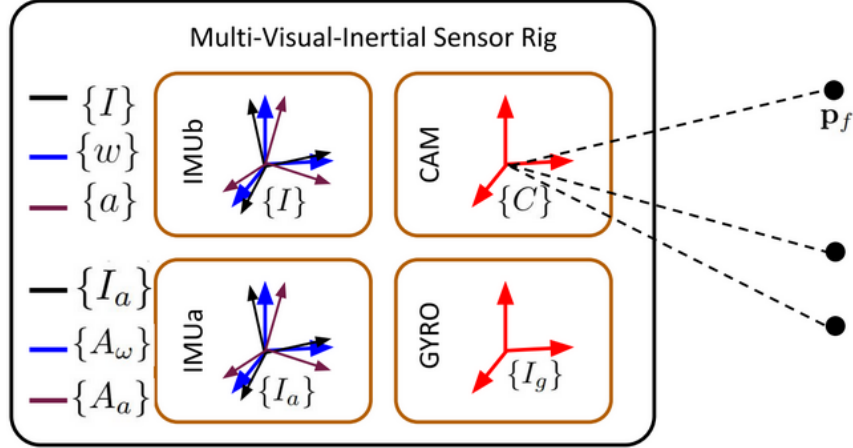 Multi-Visual-Inertial Sensor Rig
{I}
{w}
{a}
IMUb
{I}
CAM
{C}
p_f
{I_a}
{A_ω}
{A_a}
IMUa
{I_a}
GYRO
{I_g}